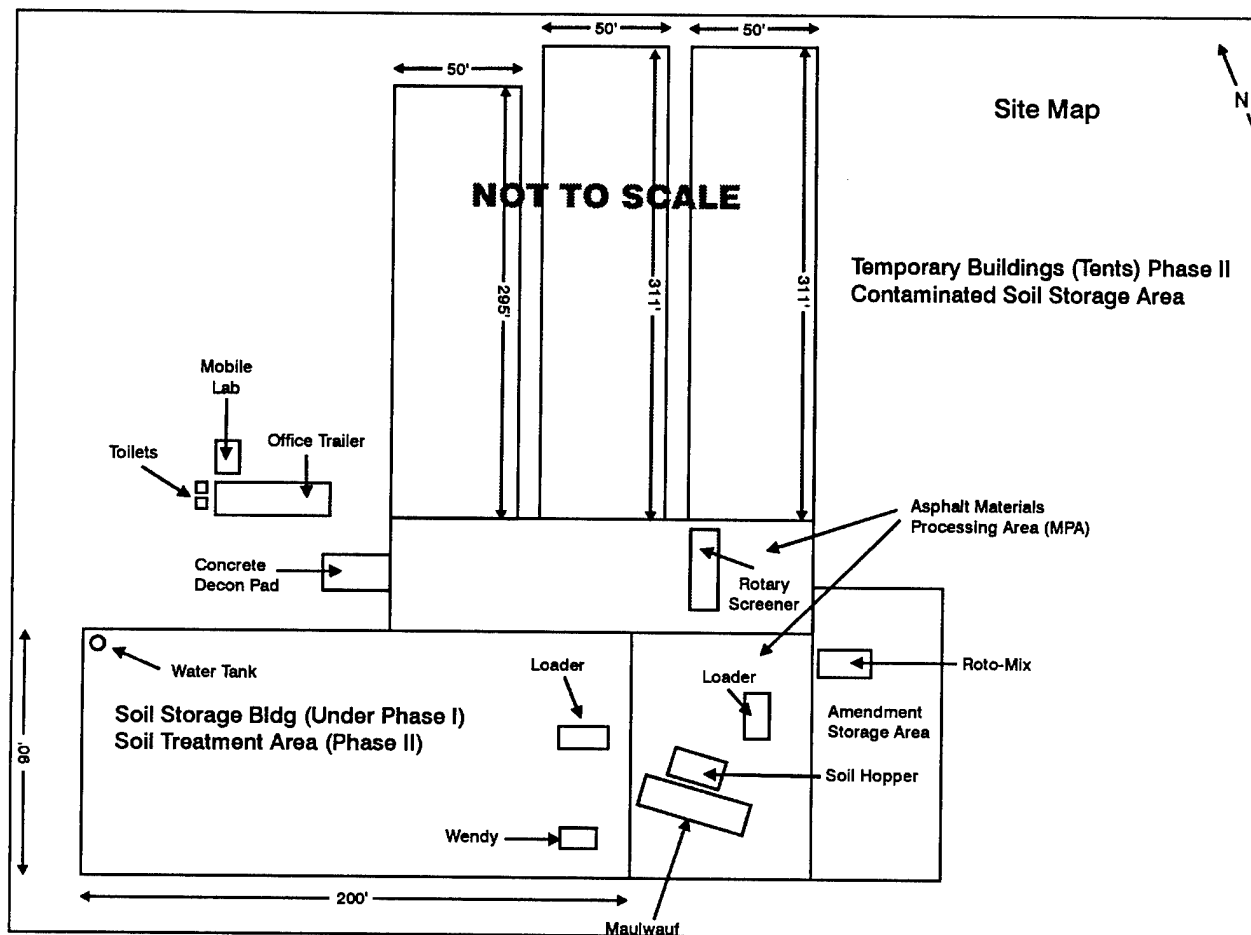 50'
50'
50'
Site Map
N
NOT TO SCALE
295'
311'
311'
Temporary Buildings (Tents) Phase II
Contaminated Soil Storage Area
Mobile
Lab
Toilets
Office Trailer
Asphalt Materials
Processing Area (MPA)
Concrete
Decon Pad
Rotary
Screener
Water Tank
Loader
Loader
Roto-Mix
Soil Storage Bldg (Under Phase I)
Soil Treatment Area (Phase II)
Amendment
Storage Area
90'
Soil Hopper
Wendy
200'
Maulwauf